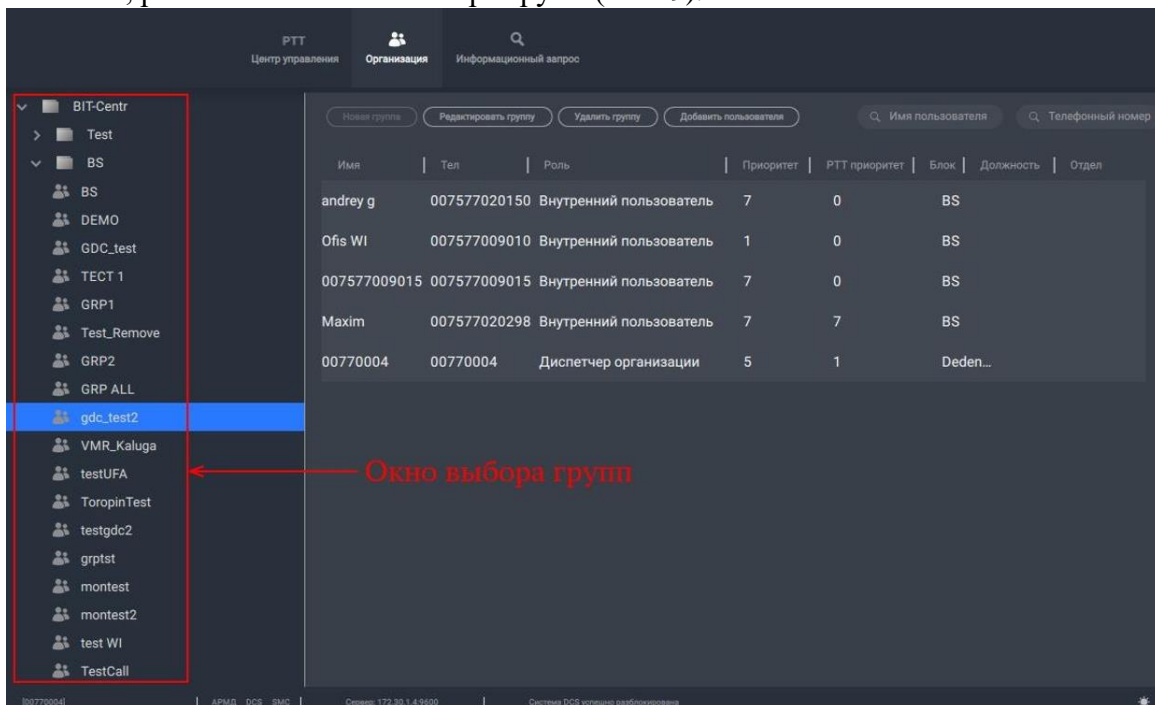 PTT
Центр управления
Организация
Информационный запрос
BIT-Centr
Test
BS
BS
DEMO
GDC_test
ТЕСТ 1
GRP1
Test_Remove
GRP2
GRP ALL
gdc_test2
VMR_Kaluga
testUFA
ToropinTest
testgdc2
grptst
montest
montest2
test WI
TestCall
Новая группа Редактировать группу Удалить группу Добавить пользователя Имя пользователя Телефонный номер
Имя Тел Роль Приоритет PTT приоритет Блок Должность Отдел
andrey g 007577020150 Внутренний пользователь 7 0 BS
Ofis WI 007577009010 Внутренний пользователь 1 0 BS
007577009015 007577009015 Внутренний пользователь 7 0 BS
Maxim 007577020298 Внутренний пользователь 7 7 BS
00770004 00770004 Диспетчер организации 5 1 Deden...
Окно выбора групп
[00770004] АРМД DCS SMC Сервер: 172.30.1.4:9600 Система DCS успешно разблокирована